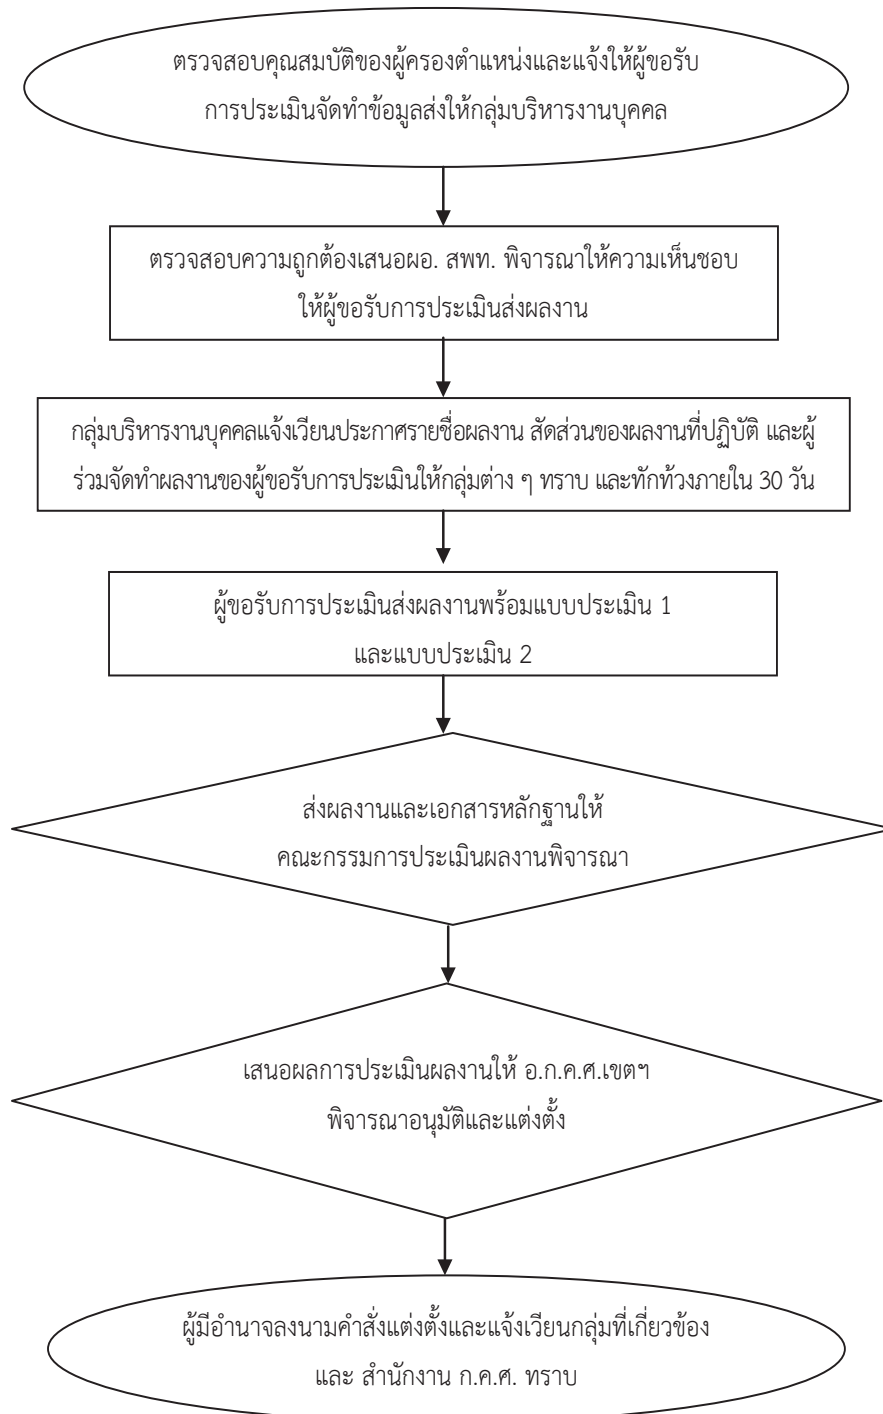 ตรวจสอบคุณสมบัติของผู้ครองตำแหน่งและแจ้งให้ผู้ขอรับ
การประเมินจัดทำข้อมูลส่งให้กลุ่มบริหารงานบุคคล
ตรวจสอบความถูกต้องเสนอผอ. สพท. พิจารณาให้ความเห็นชอบ
ให้ผู้ขอรับการประเมินส่งผลงาน
กลุ่มบริหารงานบุคคลแจ้งเวียนประกาศรายชื่อผลงาน สัดส่วนของผลงานที่ปฏิบัติ และผู้
ร่วมจัดทำผลงานของผู้ขอรับการประเมินให้กลุ่มต่าง ๆ ทราบ และทักท้วงภายใน 30 วัน
ผู้ขอรับการประเมินส่งผลงานพร้อมแบบประเมิน 1
และแบบประเมิน 2
ส่งผลงานและเอกสารหลักฐานให้
คณะกรรมการประเมินผลงานพิจารณา
เสนอผลการประเมินผลงานให้ อ.ก.ค.ศ.เขตฯ
พิจารณาอนุมัติและแต่งตั้ง
ผู้มีอำนาจลงนามคำสั่งแต่งตั้งและแจ้งเวียนกลุ่มที่เกี่ยวข้อง
และ สำนักงาน ก.ค.ศ. ทราบ